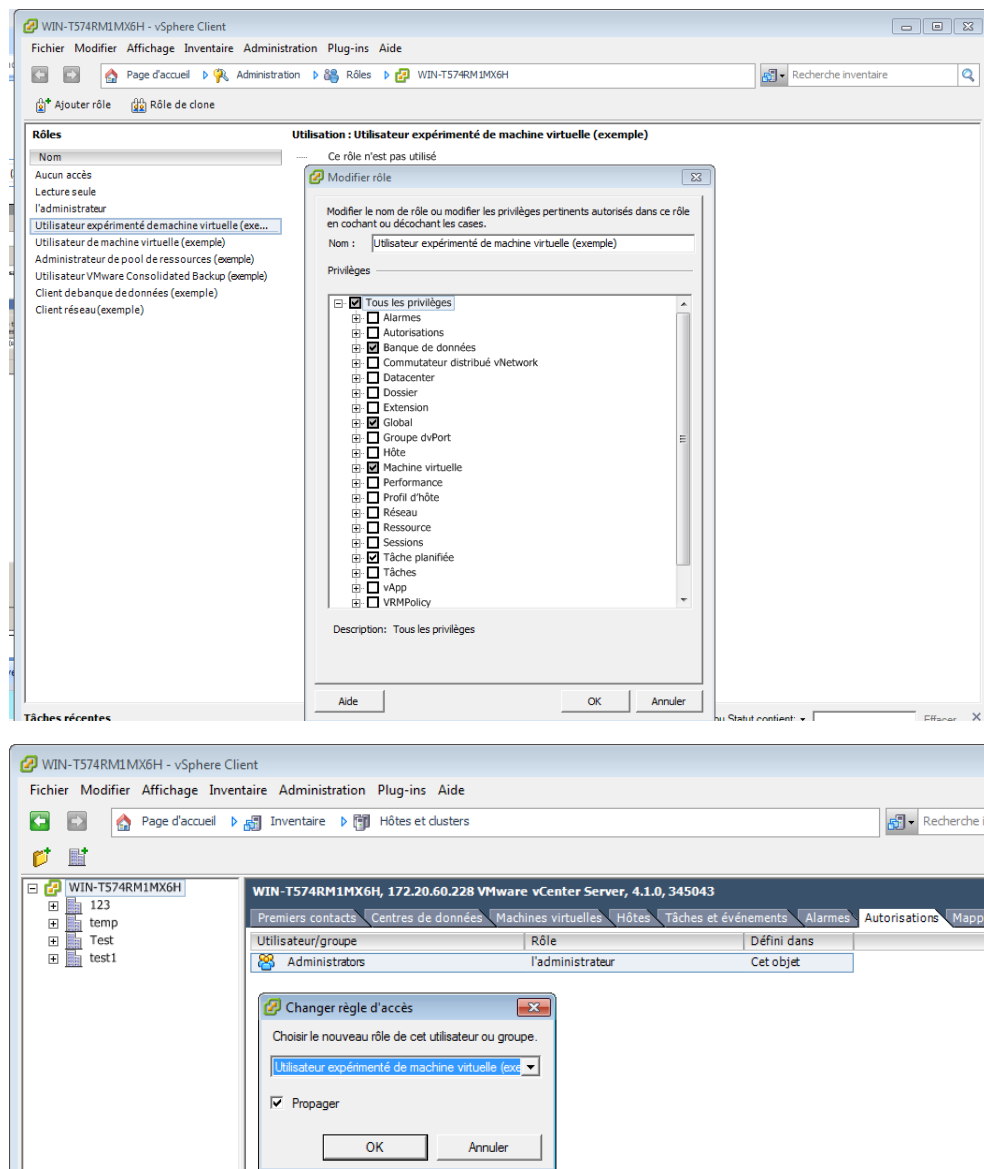 WIN-T574RM1MX6H - vSphere Client
Fichier Modifier Affichage Inventaire Administration Plug-ins Aide
Page d'accueil Administration Rôles WIN-T574RM1MX6H Recherche inventaire
Ajouter rôle Rôle de clone
Rôles
Nom
Aucun accès
Lecture seule
l'administrateur
Utilisateur expérimenté de machine virtuelle (exe...
Utilisateur de machine virtuelle (exemple)
Administrateur de pool de ressources (exemple)
Utilisateur VMware Consolidated Backup (exemple)
Client de banque de données (exemple)
Client réseau (exemple)
Utilisation : Utilisateur expérimenté de machine virtuelle (exemple)
Ce rôle n'est pas utilisé
Modifier rôle
Modifier le nom de rôle ou modifier les privilèges pertinents autorisés dans ce rôle
en cochant ou décochant les cases.
Nom : Utilisateur expérimenté de machine virtuelle (exemple)
Privilèges
Tous les privilèges
Alarmes
Autorisations
Banque de données
Commutateur distribué vNetwork
Datacenter
Dossier
Extension
Global
Groupe dvPort
Hôte
Machine virtuelle
Performance
Profil d'hôte
Réseau
Ressource
Sessions
Tâche planifiée
Tâches
vApp
VRMPolicy
Description: Tous les privilèges
Aide OK Annuler
Tâches récentes ou Statut contient: Effacer
WIN-T574RM1MX6H - vSphere Client
Fichier Modifier Affichage Inventaire Administration Plug-ins Aide
Page d'accueil Inventaire Hôtes et clusters Recherche i
WIN-T574RM1MX6H
123
temp
Test
test1
WIN-T574RM1MX6H, 172.20.60.228 VMware vCenter Server, 4.1.0, 345043
Premiers contacts Centres de données Machines virtuelles Hôtes Tâches et événements Alarmes Autorisations Mapp
Utilisateur/groupe Rôle Défini dans
Administrators l'administrateur Cet objet
Changer règle d'accès
Choisir le nouveau rôle de cet utilisateur ou groupe.
Utilisateur expérimenté de machine virtuelle (exe
Propager
OK Annuler